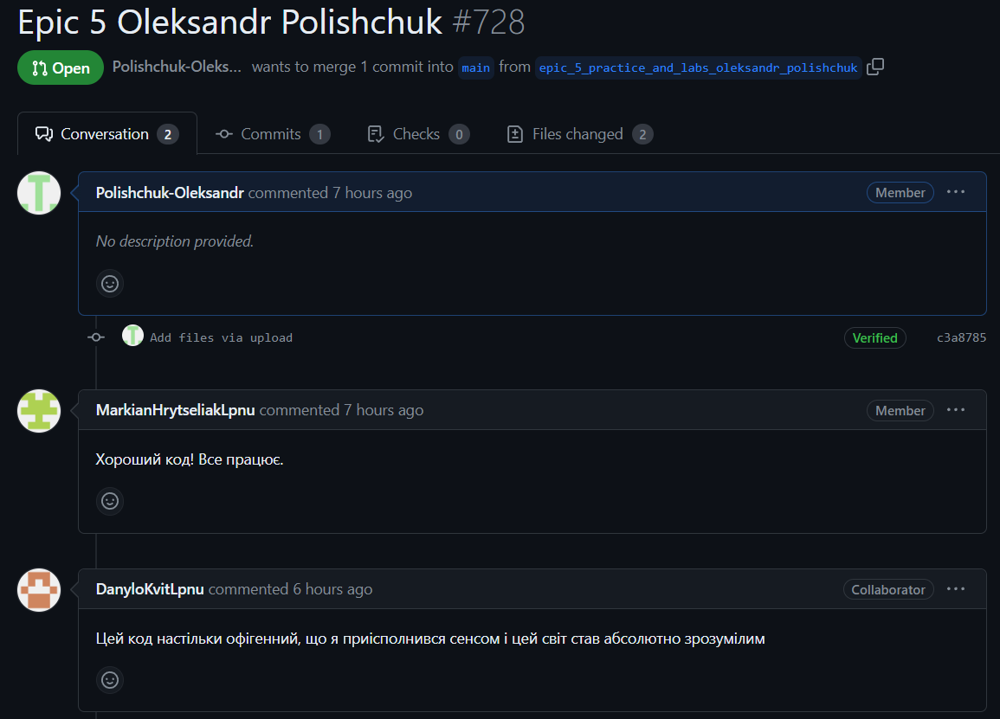 Epic 5 Oleksandr Polishchuk #728
Open Polishchuk-Oleks... wants to merge 1 commit into main from epic_5_practice_and_labs_oleksandr_polishchuk
Conversation 2 Commits 1 Checks 0 Files changed 2
Polishchuk-Oleksandr commented 7 hours ago Member ...
No description provided.
Add files via upload Verified c3a8785
MarkianHrytseliakLpnu commented 7 hours ago Member ...
Хороший код! Все працює.
DanyloKvitLpnu commented 6 hours ago Collaborator ...
Цей код настільки офігенний, що я приісполнився сенсом і цей світ став абсолютно зрозумілим